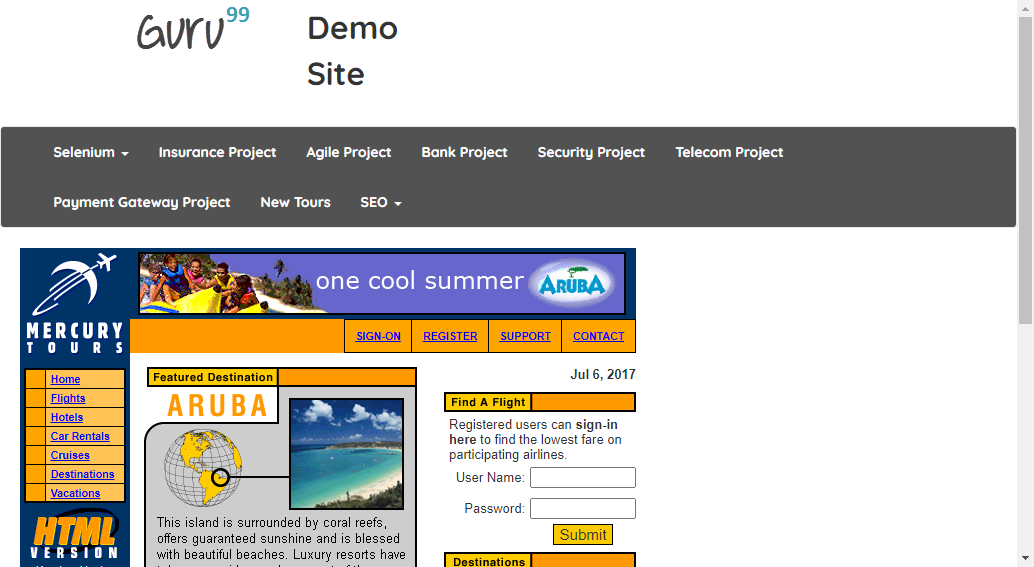 Guru99
Demo
Site
Selenium
Insurance Project
Agile Project
Bank Project
Security Project
Telecom Project
Payment Gateway Project
New Tours
SEO
one cool summer
ARUBA
MERCURY
TOURS
SIGN-ON
REGISTER
SUPPORT
CONTACT
Home
Flights
Hotels
Car Rentals
Cruises
Destinations
Vacations
HTML
VERSION
Featured Destination
ARUBA
This island is surrounded by coral reefs,
offers guaranteed sunshine and is blessed
with beautiful beaches. Luxury resorts have
Jul 6, 2017
Find A Flight
Registered users can sign-in
here to find the lowest fare on
participating airlines.
User Name:
Password:
Submit
Destinations